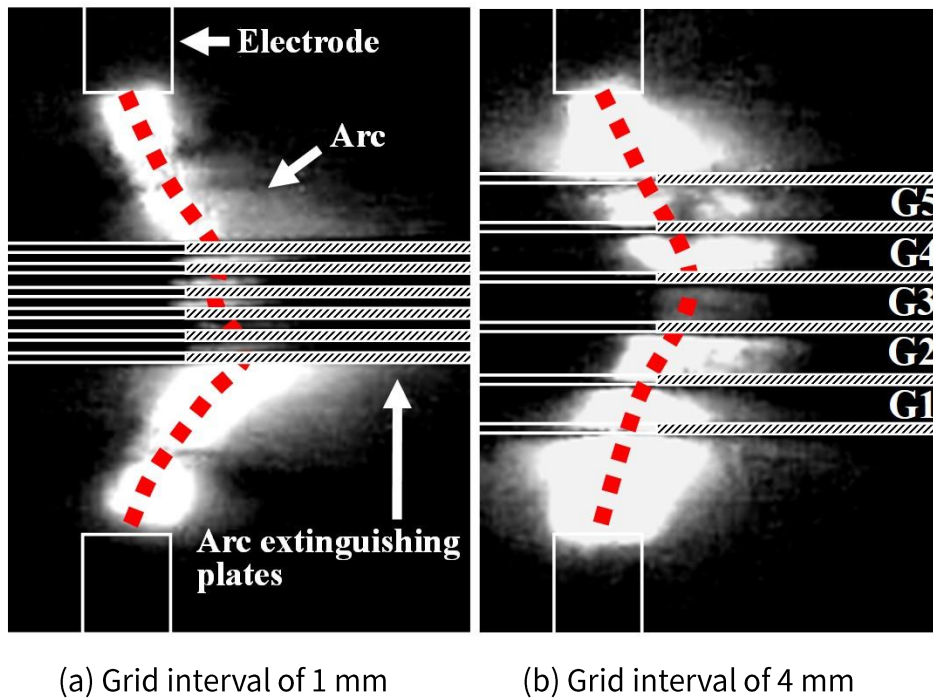 Electrode
Arc
Arc extinguishing
plates
G5
G4
G3
G2
G1
(a) Grid interval of 1 mm
(b) Grid interval of 4 mm